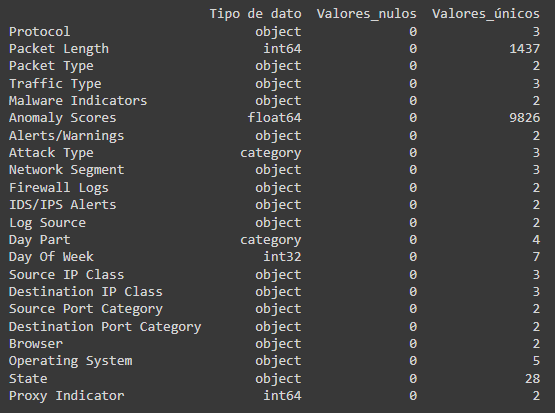 Tipo de dato Valores_nulos Valores_únicos
Protocol object 0 3
Packet Length int64 0 1437
Packet Type object 0 2
Traffic Type object 0 3
Malware Indicators object 0 2
Anomaly Scores float64 0 9826
Alerts/Warnings object 0 2
Attack Type category 0 3
Network Segment object 0 3
Firewall Logs object 0 2
IDS/IPS Alerts object 0 2
Log Source object 0 2
Day Part category 0 4
Day Of Week int32 0 7
Source IP Class object 0 3
Destination IP Class object 0 3
Source Port Category object 0 2
Destination Port Category object 0 2
Browser object 0 2
Operating System object 0 5
State object 0 28
Proxy Indicator int64 0 2